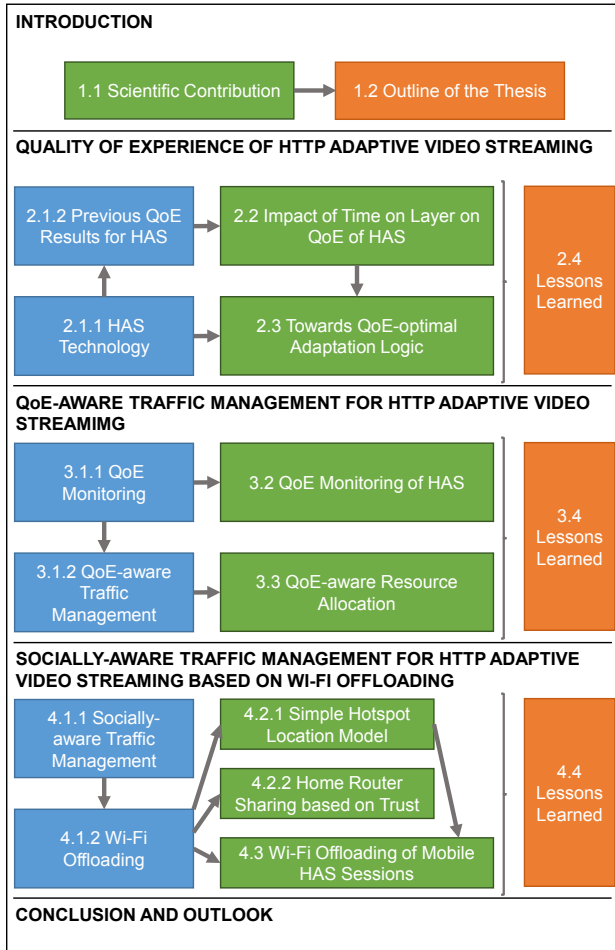 INTRODUCTION
1.1 Scientific Contribution
1.2 Outline of the Thesis
QUALITY OF EXPERIENCE OF HTTP ADAPTIVE VIDEO STREAMING
2.1.2 Previous QoE
Results for HAS
2.2 Impact of Time on Layer on
QoE of HAS
2.1.1 HAS
Technology
2.3 Towards QoE-optimal
Adaptation Logic
2.4
Lessons
Learned
QoE-AWARE TRAFFIC MANAGEMENT FOR HTTP ADAPTIVE VIDEO
STREAMIMG
3.1.1 QoE
Monitoring
3.2 QoE Monitoring of HAS
3.1.2 QoE-aware
Traffic
Management
3.3 QoE-aware Resource
Allocation
3.4
Lessons
Learned
SOCIALLY-AWARE TRAFFIC MANAGEMENT FOR HTTP ADAPTIVE
VIDEO STREAMING BASED ON WI-FI OFFLOADING
4.1.1 Socially-
aware Traffic
Management
4.2.1 Simple Hotspot
Location Model
4.2.2 Home Router
Sharing based on Trust
4.1.2 Wi-Fi
Offloading
4.3 Wi-Fi Offloading of Mobile
HAS Sessions
4.4
Lessons
Learned
CONCLUSION AND OUTLOOK